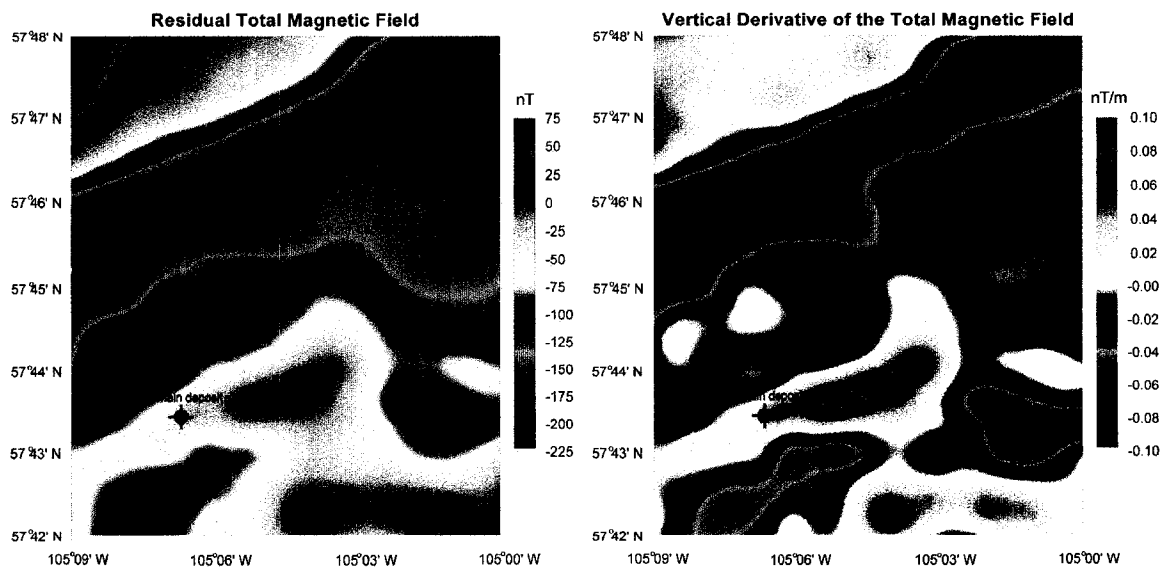 Residual Total Magnetic Field
57°48' N
57°47' N
57°46' N
57°45' N
57°44' N
57°43' N
57°42' N
105°09' W
105°06' W
105°03' W
105°00' W
nT
75
50
25
0
-25
-50
-75
-100
-125
-150
-175
-200
-225
ain deposit
Vertical Derivative of the Total Magnetic Field
57°48' N
57°47' N
57°46' N
57°45' N
57°44' N
57°43' N
57°42' N
105°09' W
105°06' W
105°03' W
105°00' W
nT/m
0.10
0.08
0.06
0.04
0.02
-0.00
-0.02
-0.04
-0.06
-0.08
-0.10